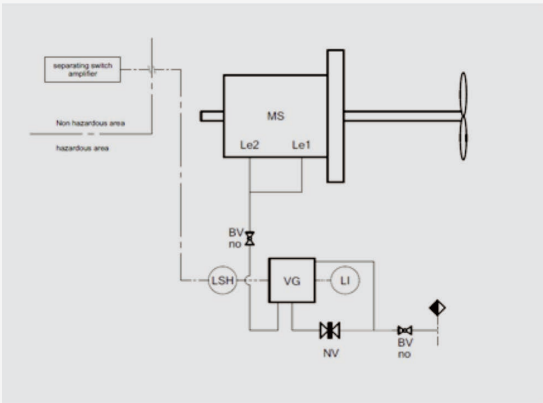 separating switch
amplifier
Non hazardous area
hazardous area
MS
Le2 Le1
BV
no
LSH
VG
LI
NV
BV
no